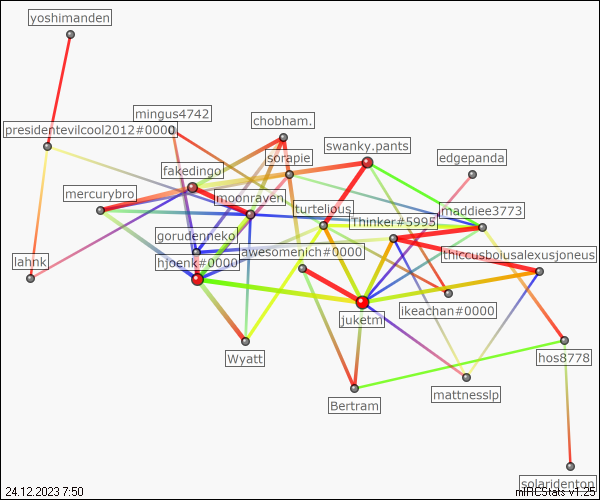 yoshimanden
mingus4742
chobham.
presidentevilcool2012#0000
swanky.pants
sorapie
edgepanda
fakedingo
mercurybro
moonraven
turtelious
maddiee3773
Thinker#5995
gorudenneko
awesomenich#0000
thiccusboiusalexusjoneus
lahnk
hjoenk#0000
juketm
ikeachan#0000
Wyatt
hos8778
mattnesslp
Bertram
solaridenton
24.12.2023 7:50
mIRCStats v1.25